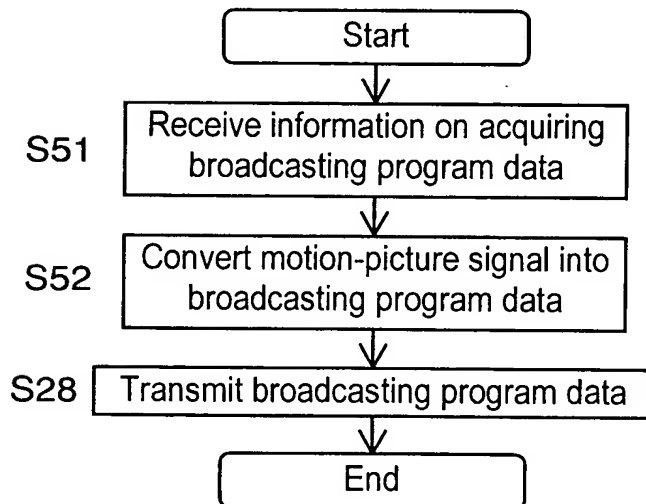 Start
S51
Receive information on acquiring
broadcasting program data
S52
Convert motion-picture signal into
broadcasting program data
S28
Transmit broadcasting program data
End